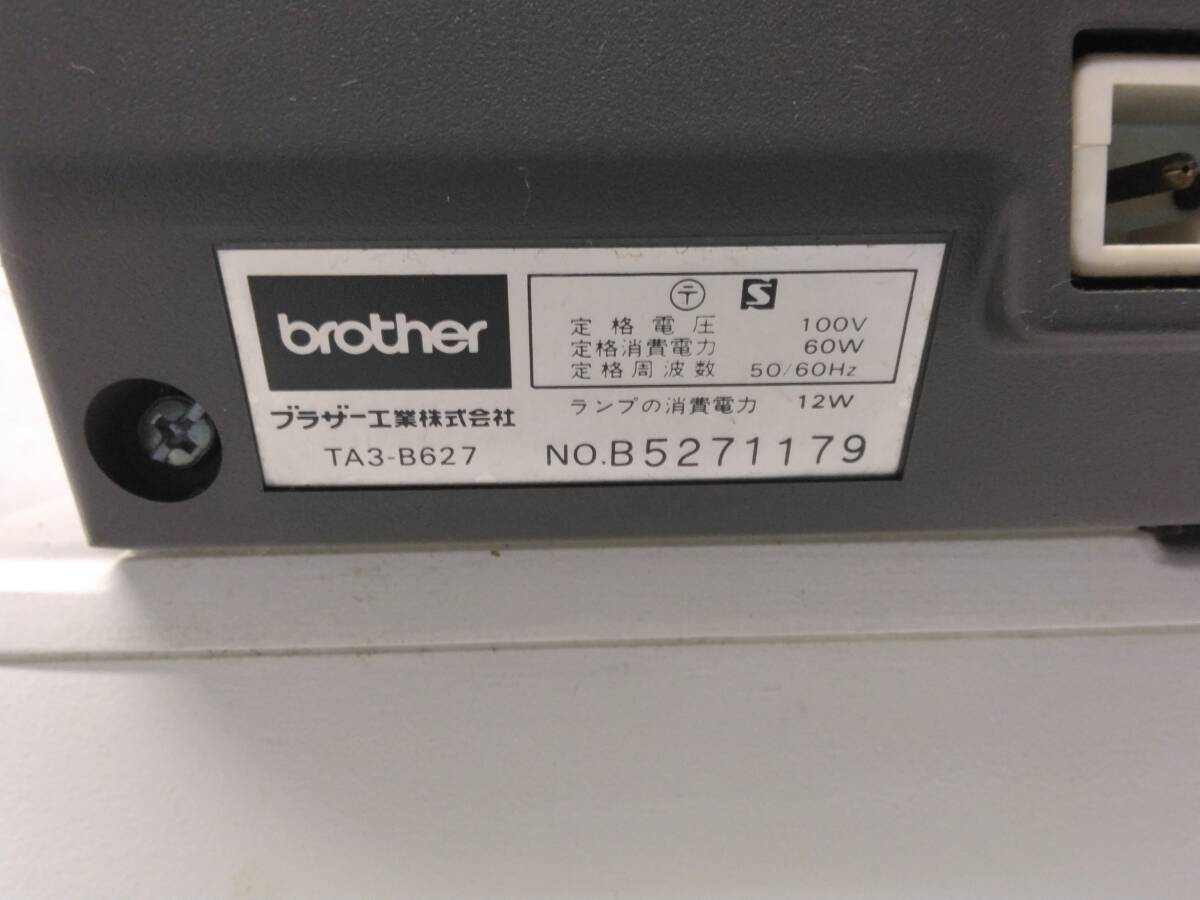 brother
ブラザー工業株式会社
TA3-B627
〒 S
定格電圧 100V
定格消費電力 60W
定格周波数 50/60Hz
ランプの消費電力 12W
NO.B5271179